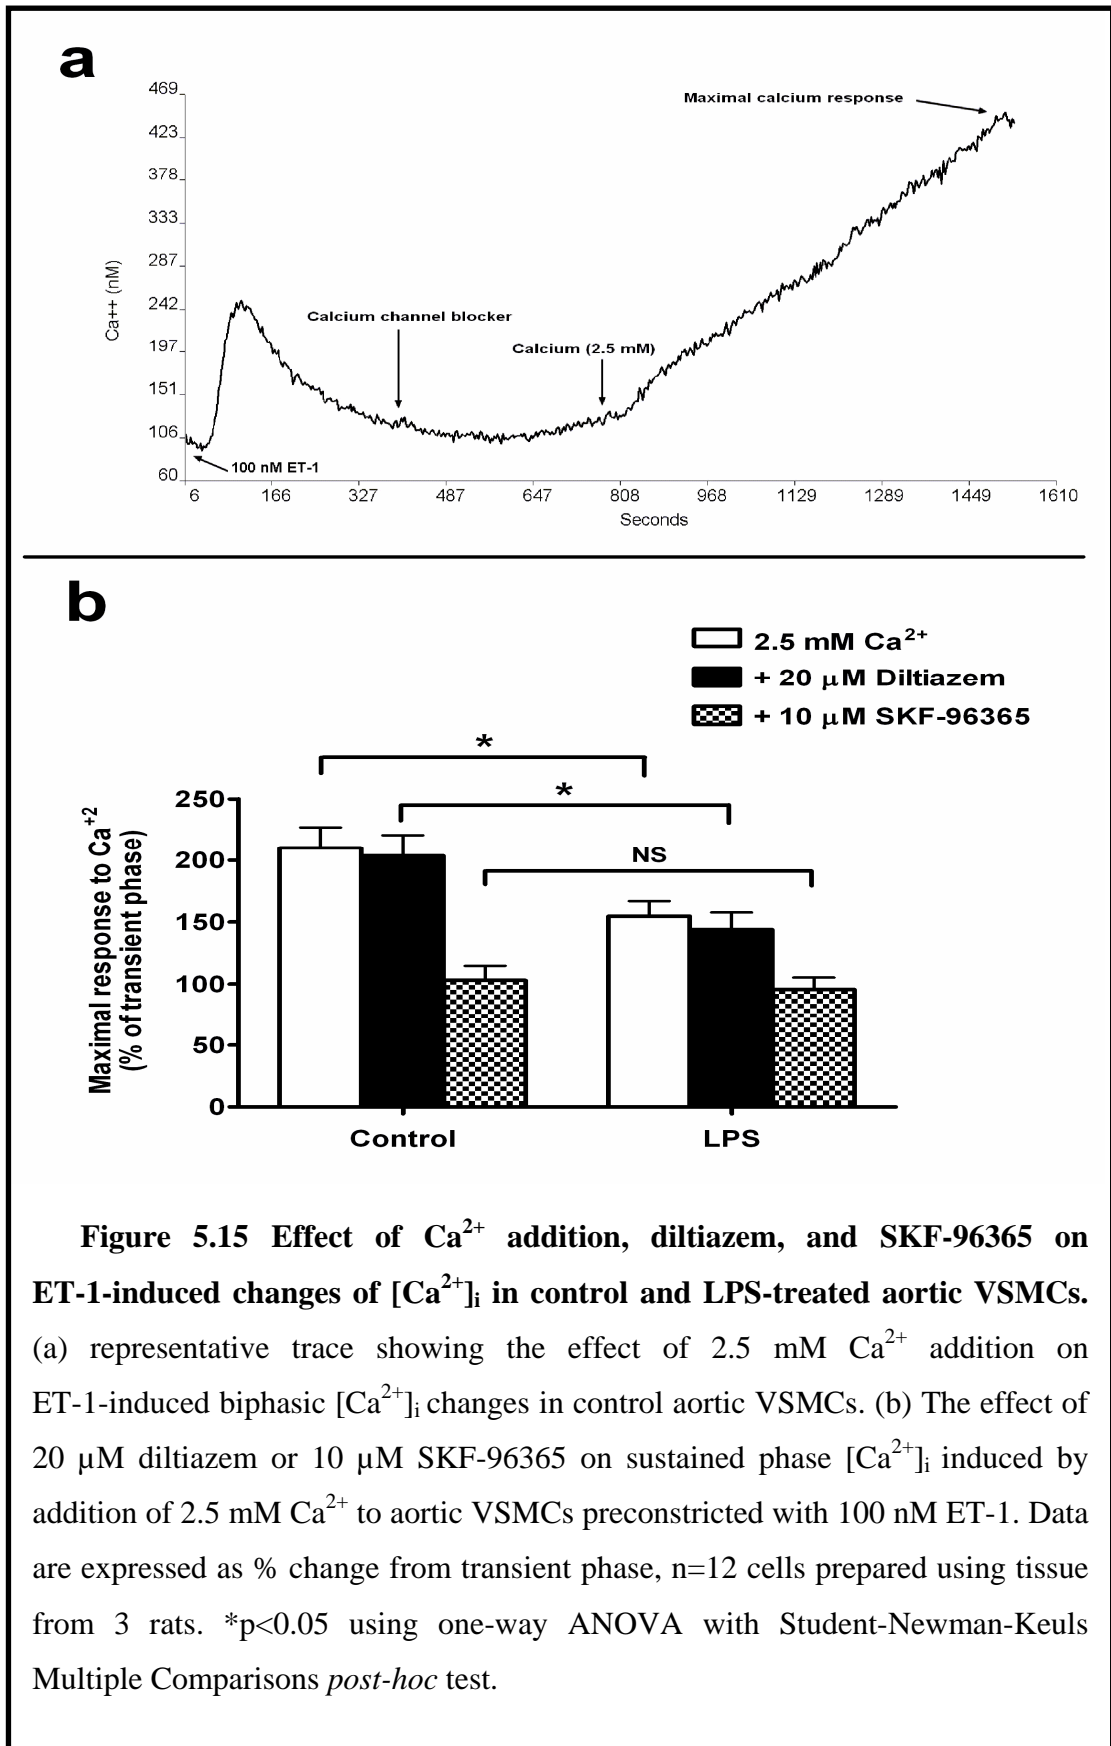 a
469
423
378
333
287
242
197
151
106
60
Ca++ (nM)
Maximal calcium response
Calcium channel blocker
Calcium (2.5 mM)
100 nM ET-1
6 166 327 487 647 808 968 1129 1289 1449 1610
Seconds
b
2.5 mM Ca²⁺
+ 20 µM Diltiazem
+ 10 µM SKF-96365
*
*
NS
Maximal response to Ca⁺²
(% of transient phase)
250
200
150
100
50
0
Control LPS
Figure 5.15 Effect of Ca²⁺ addition, diltiazem, and SKF-96365 on
ET-1-induced changes of [Ca²⁺]ᵢ in control and LPS-treated aortic VSMCs.
(a) representative trace showing the effect of 2.5 mM Ca²⁺ addition on
ET-1-induced biphasic [Ca²⁺]ᵢ changes in control aortic VSMCs. (b) The effect of
20 µM diltiazem or 10 µM SKF-96365 on sustained phase [Ca²⁺]ᵢ induced by
addition of 2.5 mM Ca²⁺ to aortic VSMCs preconstricted with 100 nM ET-1. Data
are expressed as % change from transient phase, n=12 cells prepared using tissue
from 3 rats. *p<0.05 using one-way ANOVA with Student-Newman-Keuls
Multiple Comparisons post-hoc test.